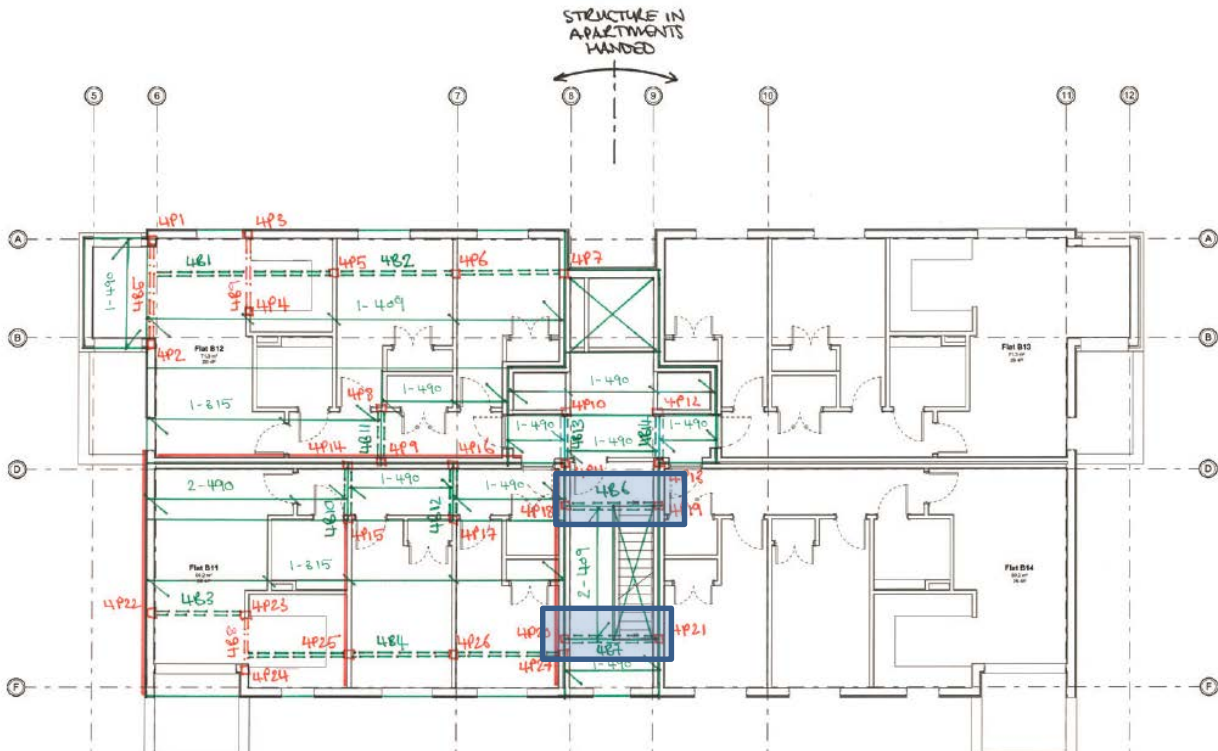 STRUCTURE IN
APARTMENTS
HANDED
5 6 7 8 9 10 11 12
A A
4P1 4P3
4B1 4P5 4B2 4P6 4P7
1-490 4B5 4B9
4P4 1-409
B B
4P2
Flat B12 Flat B13
1-490 1-490
4P8 4P10 4P12
1-315
4B11 1-490 4B13 1-490 4B14 1-490
4P14 4P9 4P16
D D
2-490 1-490 1-490 4B6
4B10 4B12 4P18 4P19
4P15 4P17
1-315 2-409
Flat B11 Flat B14
4P22 4B3 4P23
4B8 4P25 4B4 4P26 4P20 4P21
4B7
4P24 4P27 1-490
F F